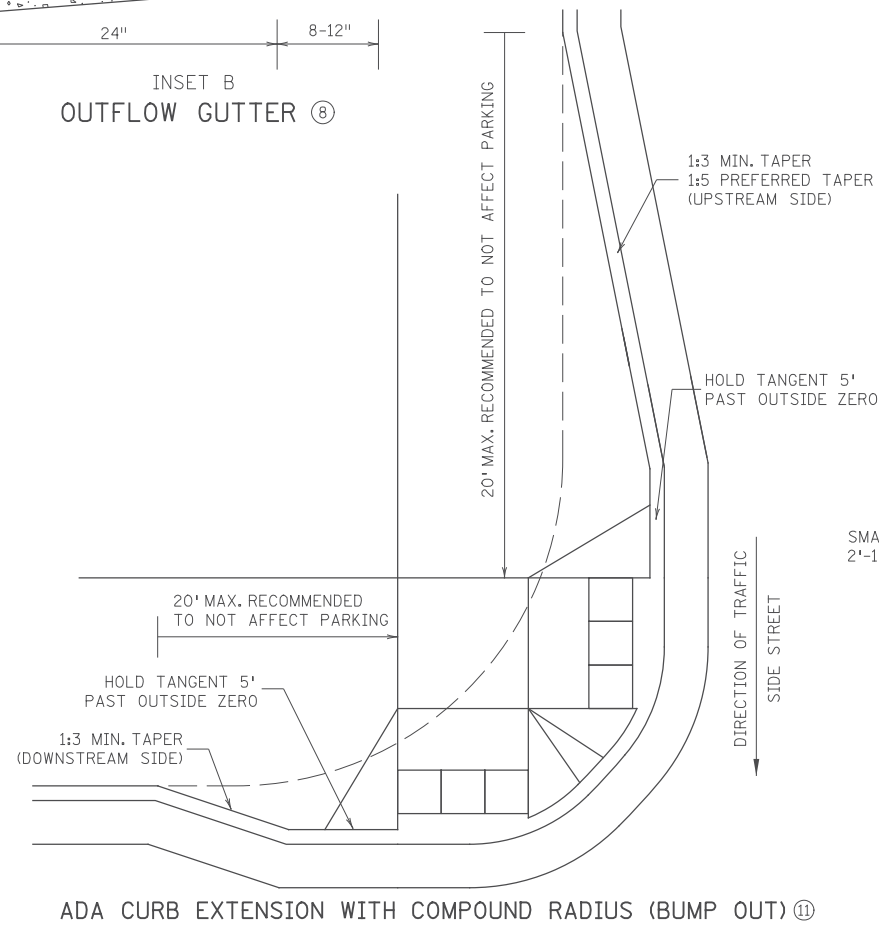 24"
8-12"
INSET B
OUTFLOW GUTTER ⑧
20' MAX. RECOMMENDED TO NOT AFFECT PARKING
1:3 MIN. TAPER
1:5 PREFERRED TAPER
(UPSTREAM SIDE)
HOLD TANGENT 5'
PAST OUTSIDE ZERO
SMA
2'-1
DIRECTION OF TRAFFIC
SIDE STREET
20' MAX. RECOMMENDED
TO NOT AFFECT PARKING
HOLD TANGENT 5'
PAST OUTSIDE ZERO
1:3 MIN. TAPER
(DOWNSTREAM SIDE)
ADA CURB EXTENSION WITH COMPOUND RADIUS (BUMP OUT) ⑪